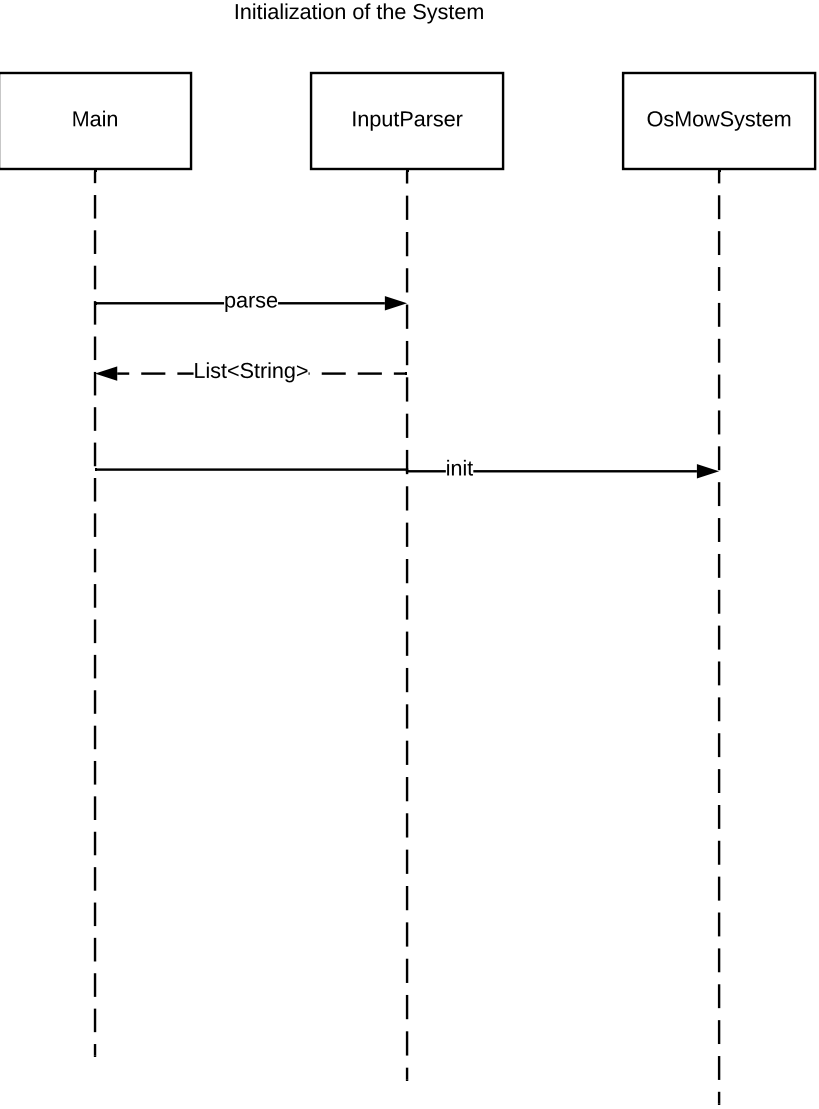 Initialization of the System
Main
InputParser
OsMowSystem
parse
List<String>
init